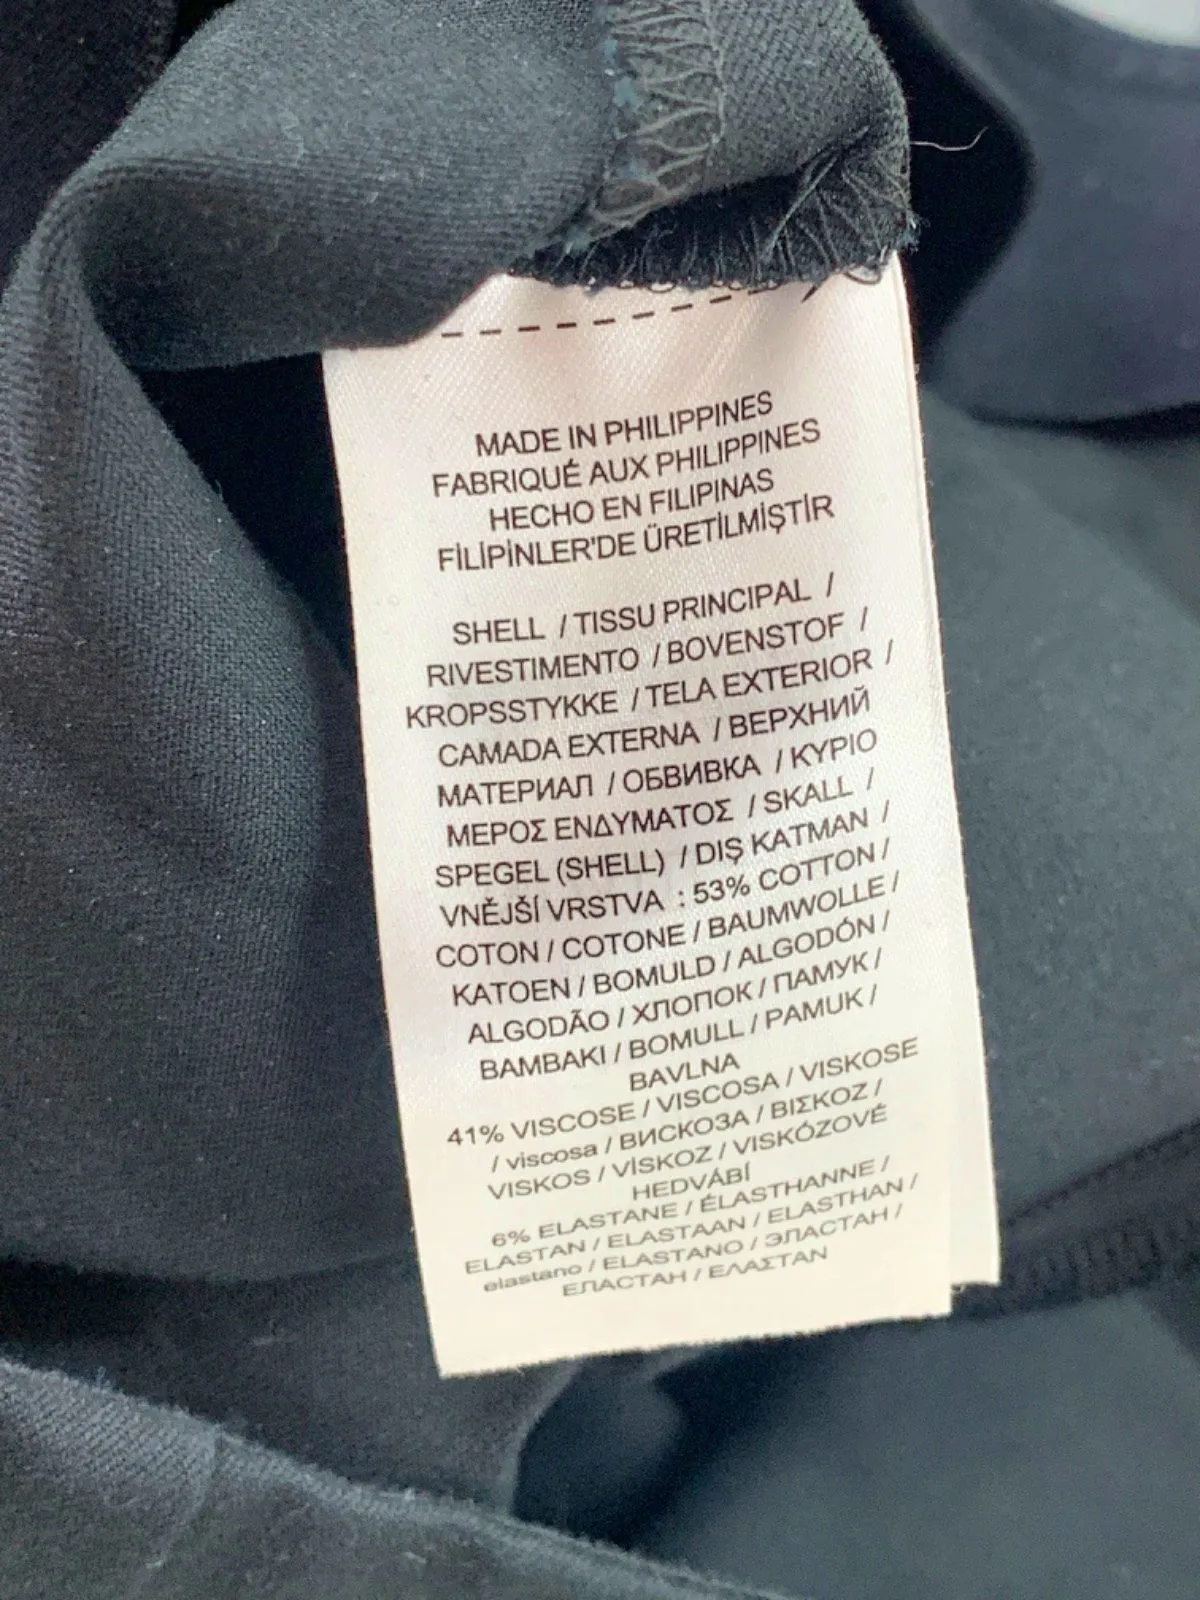 MADE IN PHILIPPINES
FABRIQUÉ AUX PHILIPPINES
HECHO EN FILIPINAS
FİLİPİNLER'DE ÜRETİLMİŞTİR
SHELL / TISSU PRINCIPAL /
RIVESTIMENTO / BOVENSTOF /
KROPSSTYKKE / TELA EXTERIOR /
CAMADA EXTERNA / ВЕРХНИЙ
МАТЕРИАЛ / ОБВИВКА / ΚΥΡΙΟ
ΜΕΡΟΣ ΕΝΔΥΜΑΤΟΣ / SKALL /
SPEGEL (SHELL) / DIŞ KATMAN /
VNĚJŠÍ VRSTVA : 53% COTTON /
COTON / COTONE / BAUMWOLLE /
KATOEN / BOMULD / ALGODÓN /
ALGODÃO / ХЛОПОК / ПАМУК /
BAMBAKI / BOMULL / PAMUK /
BAVLNA
41% VISCOSE / VISCOSA / VISKOSE
/ viscosa / ВИСКОЗА / ΒΙΣΚΟΖ /
VISKOS / VİSKOZ / VISKÓZOVÉ
HEDVÁBÍ
6% ELASTANE / ÉLASTHANNE /
ELASTAN / ELASTAAN / ELASTHAN /
elastano / ELASTANO / ЭЛАСТАН /
ЕЛАСТАН / ΕΛΑΣΤΑΝ